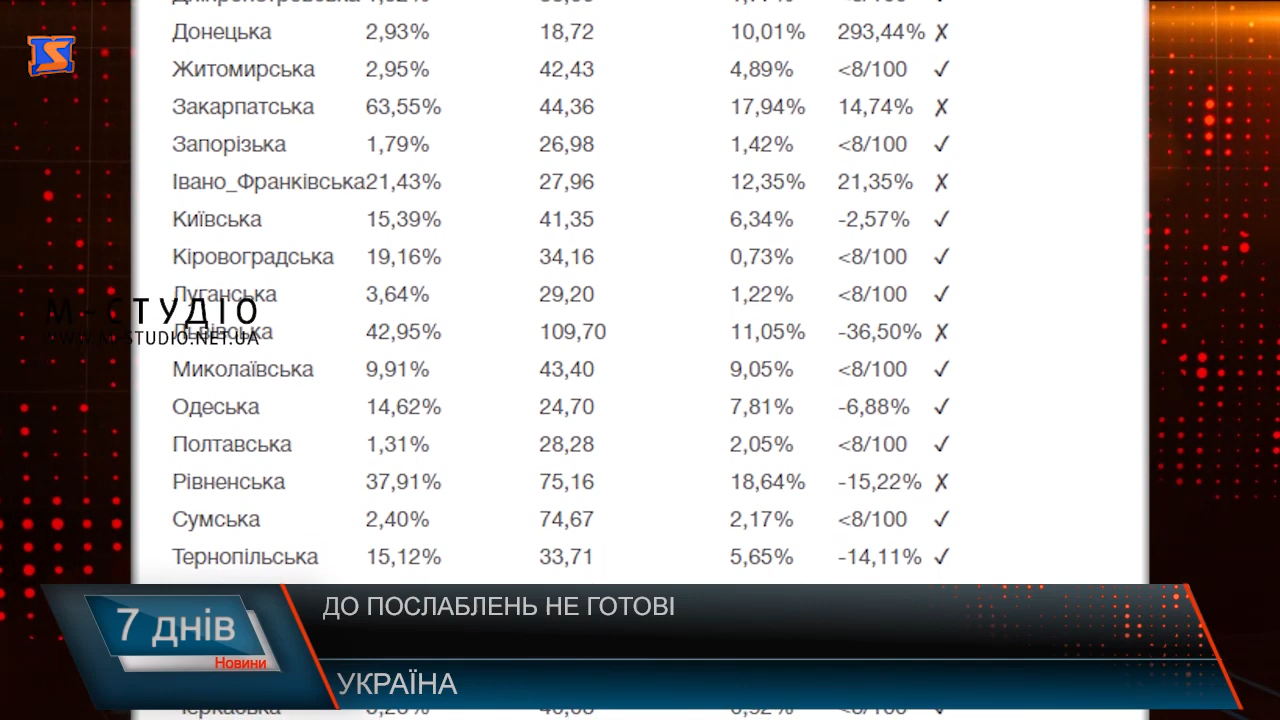 Донецька 2,93% 18,72 10,01% 293,44% ✗
Житомирська 2,95% 42,43 4,89% <8/100 ✓
Закарпатська 63,55% 44,36 17,94% 14,74% ✗
Запорізька 1,79% 26,98 1,42% <8/100 ✓
Івано_Франківська 21,43% 27,96 12,35% 21,35% ✗
Київська 15,39% 41,35 6,34% -2,57% ✓
Кіровоградська 19,16% 34,16 0,73% <8/100 ✓
Луганська 3,64% 29,20 1,22% <8/100 ✓
М-СТУДІО
Львівська 42,95% 109,70 11,05% -36,50% ✗
WWW.M-STUDIO.NET.UA
Миколаївська 9,91% 43,40 9,05% <8/100 ✓
Одеська 14,62% 24,70 7,81% -6,88% ✓
Полтавська 1,31% 28,28 2,05% <8/100 ✓
Рівненська 37,91% 75,16 18,64% -15,22% ✗
Сумська 2,40% 74,67 2,17% <8/100 ✓
Тернопільська 15,12% 33,71 5,65% -14,11% ✓
ДО ПОСЛАБЛЕНЬ НЕ ГОТОВІ
7 днів
Новини
УКРАЇНА